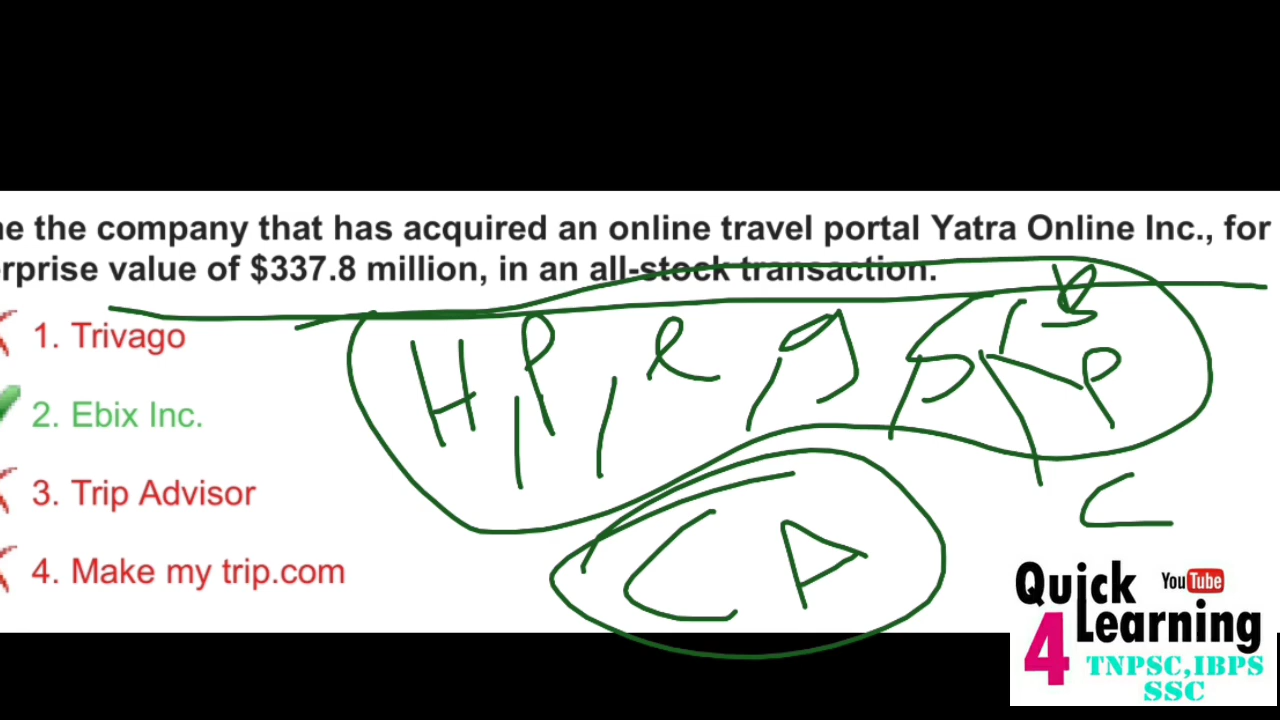 ne the company that has acquired an online travel portal Yatra Online Inc., for
rprise value of $337.8 million, in an all-stock transaction.
1. Trivago
2. Ebix Inc.
3. Trip Advisor
4. Make my trip.com
C
Quick
YouTube
4 Learning
TNPSC,IBPS
SSC